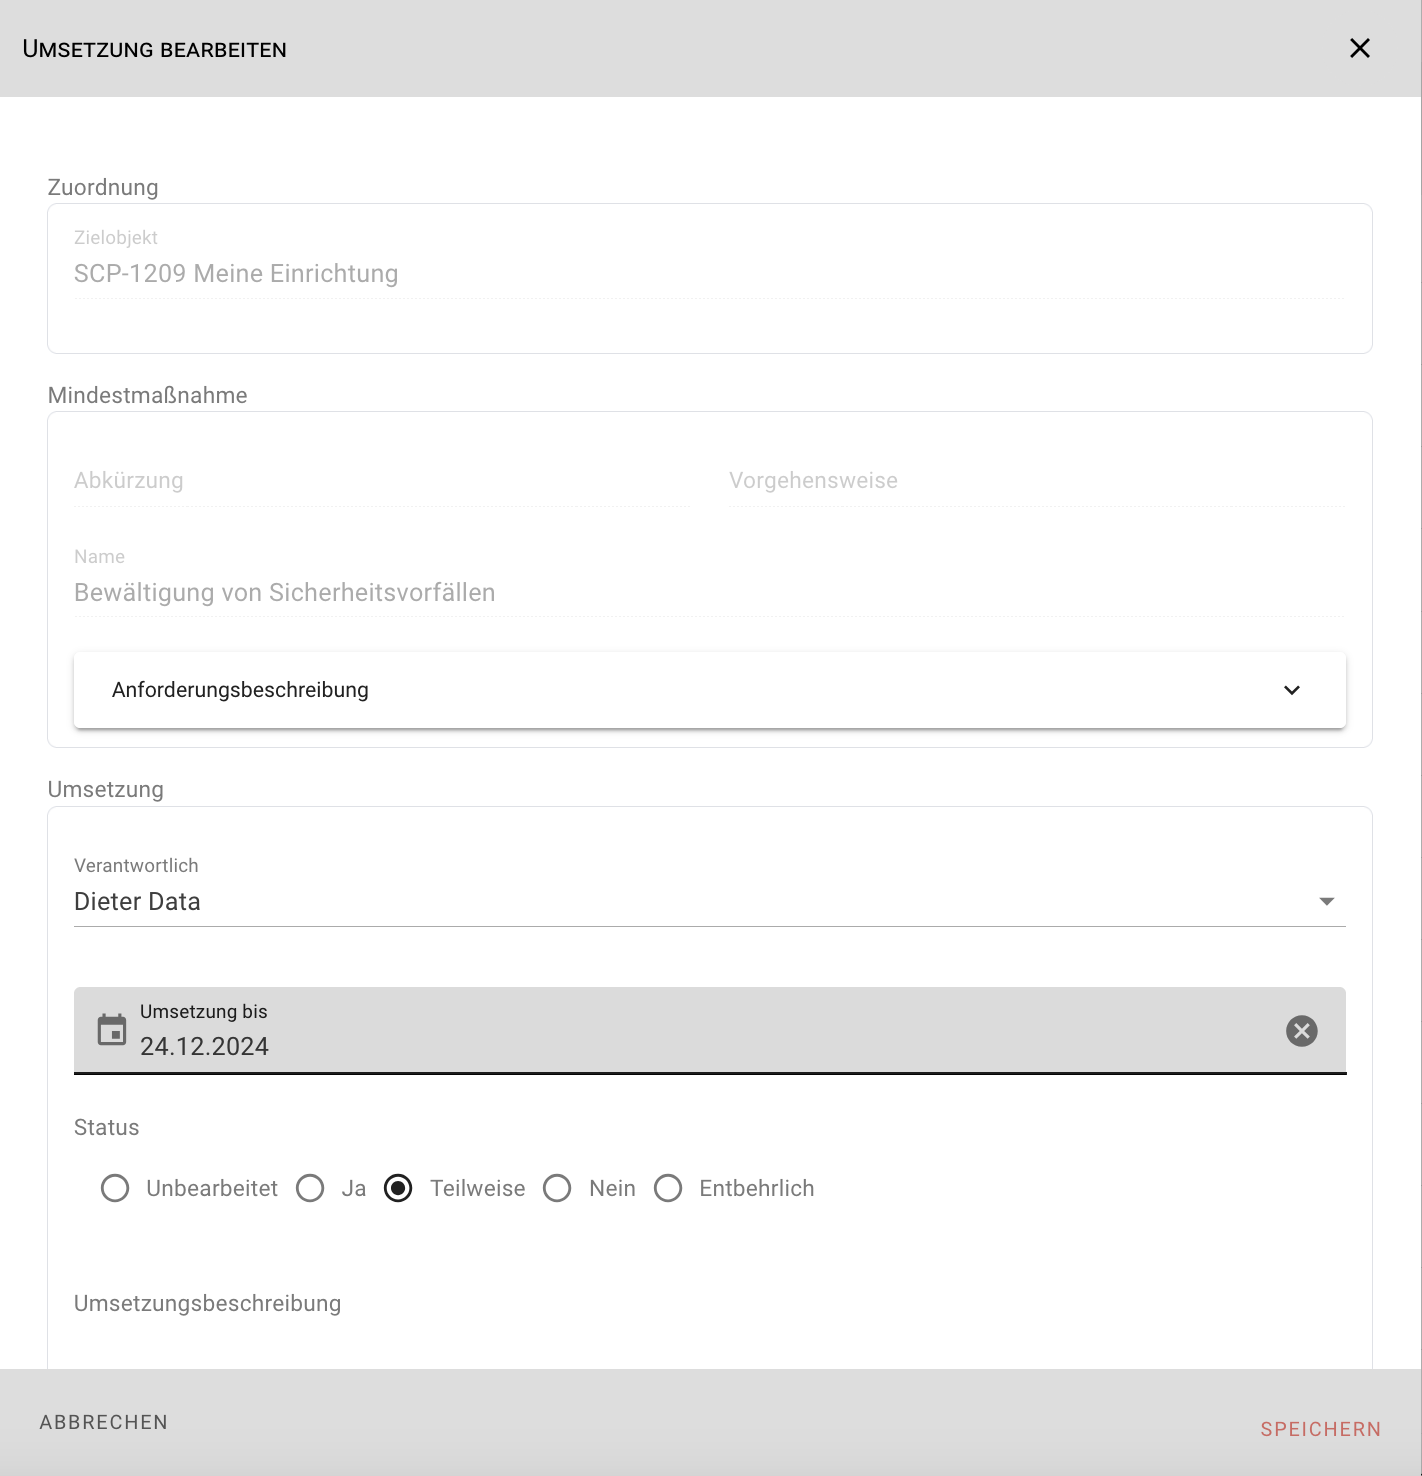 Umsetzung bearbeiten
Zuordnung
Zielobjekt
SCP-1209 Meine Einrichtung
Mindestmaßnahme
Abkürzung
Vorgehensweise
Name
Bewältigung von Sicherheitsvorfällen
Anforderungsbeschreibung
Umsetzung
Verantwortlich
Dieter Data
Umsetzung bis
24.12.2024
Status
Unbearbeitet Ja Teilweise Nein Entbehrlich
Umsetzungsbeschreibung
ABBRECHEN
SPEICHERN